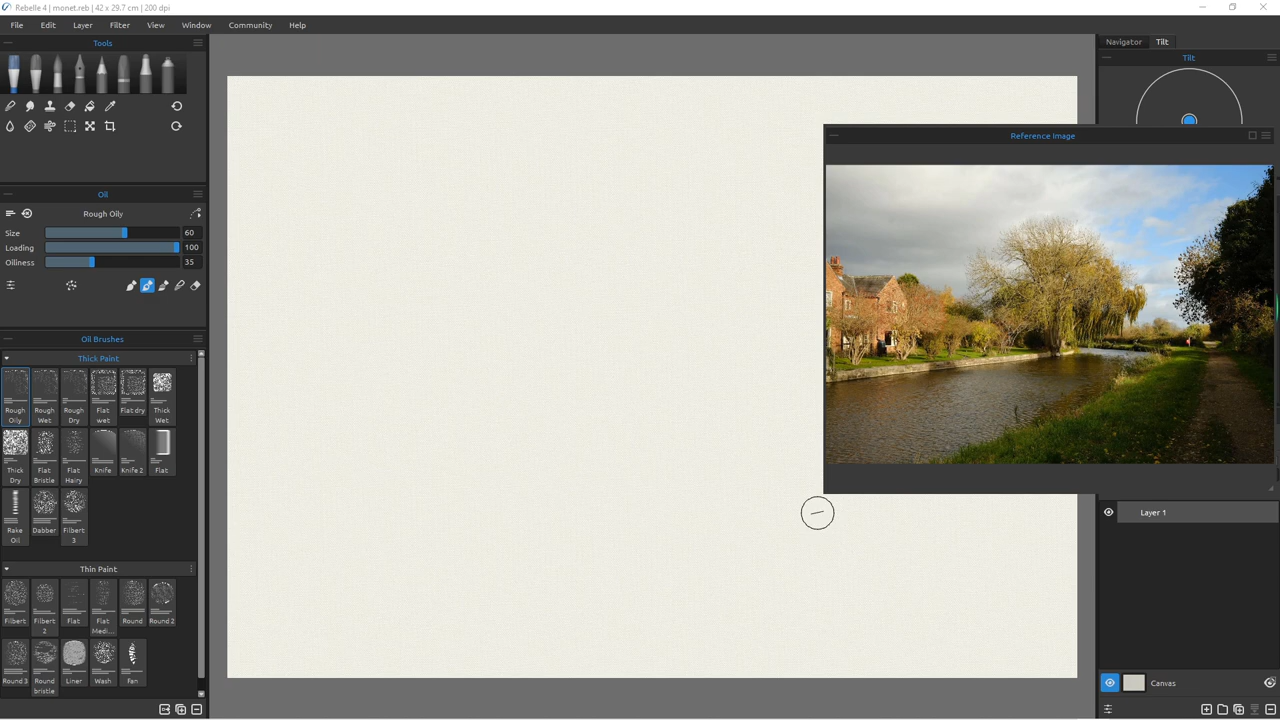 Rebelle 4 | monet.reb | 42 x 29.7 cm | 200 dpi
File Edit Layer Filter View Window Community Help
Tools
Oil
Rough Oily
Size 60
Loading 100
Oiliness 35
Oil Brushes
Thick Paint
Rough Oily
Rough Wet
Rough Dry
Flat wet
Flat dry
Thick Wet
Thick Dry
Flat Bristle
Flat Hairy
Knife
Knife 2
Flat
Rake Oil
Dabber
Filbert 3
Thin Paint
Filbert
Filbert 2
Flat
Flat Medi...
Round
Round 2
Round 3
Round bristle
Liner
Wash
Fan
Navigator Tilt
Tilt
Reference Image
Layer 1
Canvas